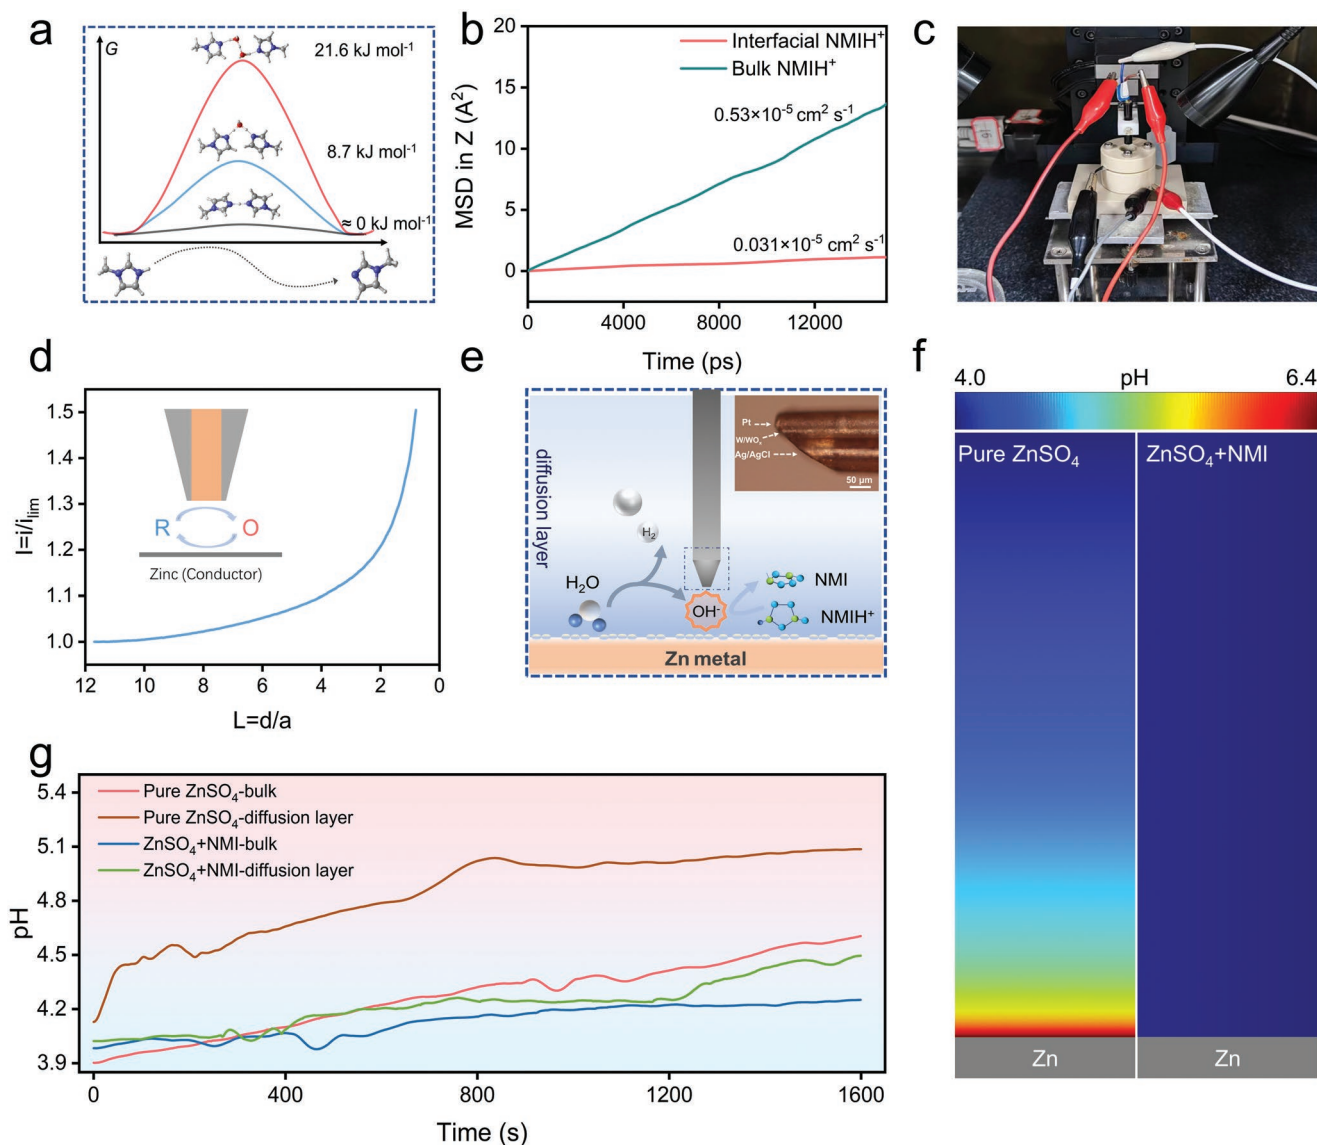 a
G
21.6 kJ mol⁻¹
8.7 kJ mol⁻¹
≈ 0 kJ mol⁻¹
b
MSD in Z (A²)
20
15
10
5
0
Interfacial NMIH⁺
Bulk NMIH⁺
0.53×10⁻⁵ cm² s⁻¹
0.031×10⁻⁵ cm² s⁻¹
0 4000 8000 12000
Time (ps)
c
d
I=i/iₗᵢₘ
1.5
1.4
1.3
1.2
1.1
1.0
R O
Zinc (Conductor)
12 10 8 6 4 2 0
L=d/a
e
diffusion layer
Pt
W/WOₓ
Ag/AgCl
50 µm
H₂
H₂O
OH⁻
NMI
NMIH⁺
Zn metal
f
4.0 pH 6.4
Pure ZnSO₄
ZnSO₄+NMI
Zn
Zn
g
pH
5.4
5.1
4.8
4.5
4.2
3.9
Pure ZnSO₄-bulk
Pure ZnSO₄-diffusion layer
ZnSO₄+NMI-bulk
ZnSO₄+NMI-diffusion layer
0 400 800 1200 1600
Time (s)